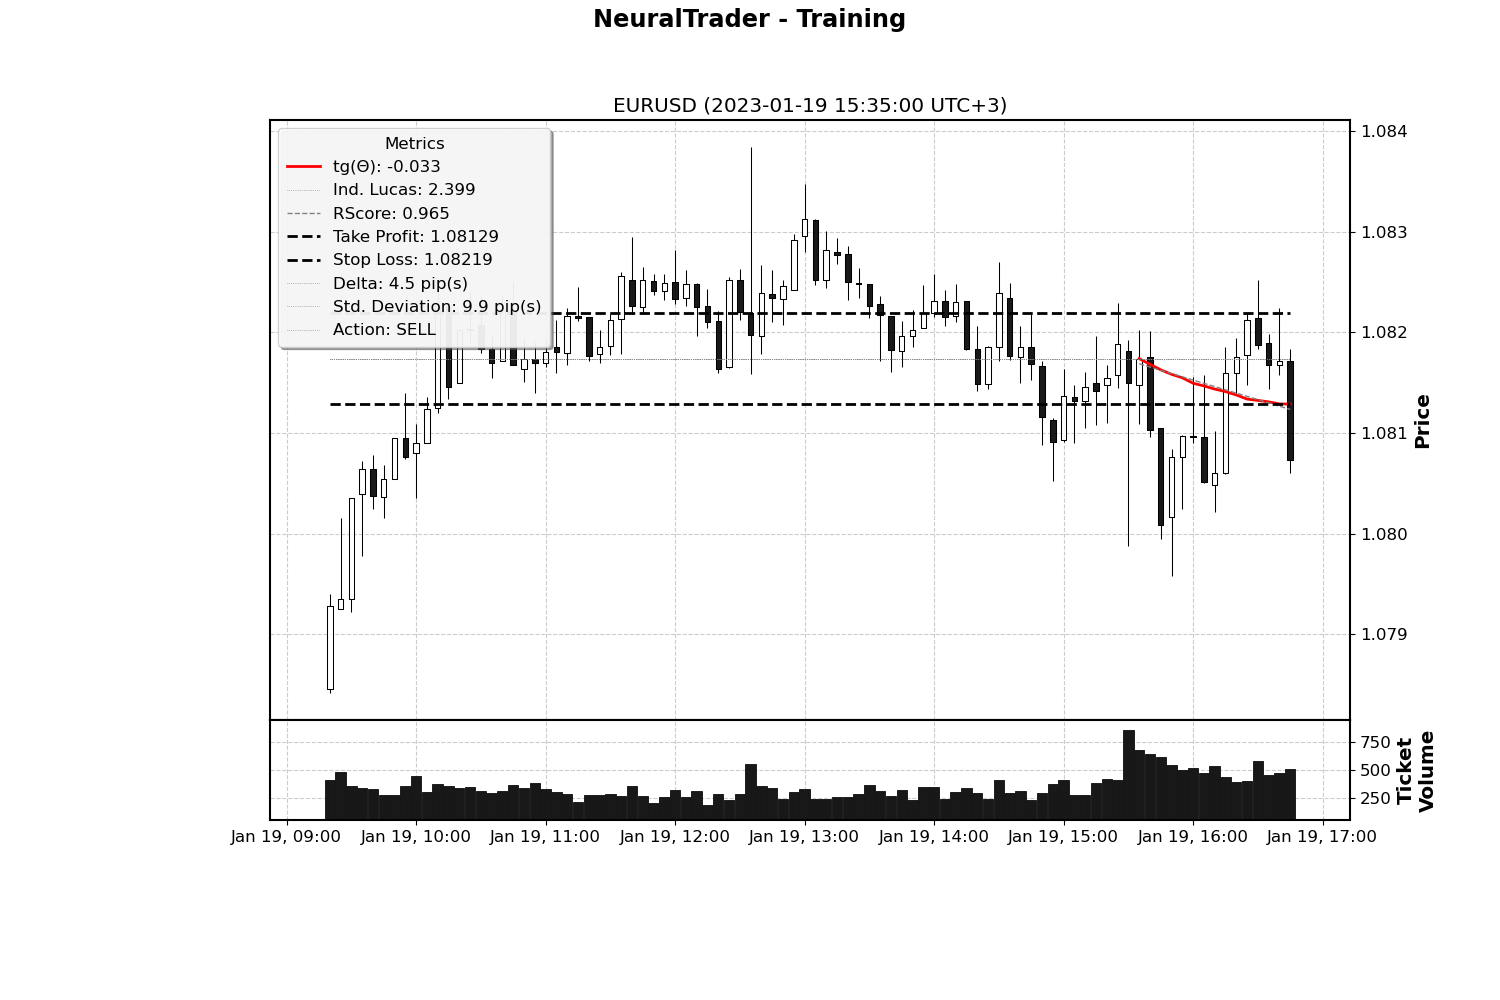 NeuralTrader - Training
EURUSD (2023-01-19 15:35:00 UTC+3)
Metrics
tg(Θ): -0.033
Ind. Lucas: 2.399
RScore: 0.965
Take Profit: 1.08129
Stop Loss: 1.08219
Delta: 4.5 pip(s)
Std. Deviation: 9.9 pip(s)
Action: SELL
1.084
1.083
1.082
1.081
1.080
1.079
Price
750
500
250
Ticket
Volume
Jan 19, 09:00
Jan 19, 10:00
Jan 19, 11:00
Jan 19, 12:00
Jan 19, 13:00
Jan 19, 14:00
Jan 19, 15:00
Jan 19, 16:00
Jan 19, 17:00